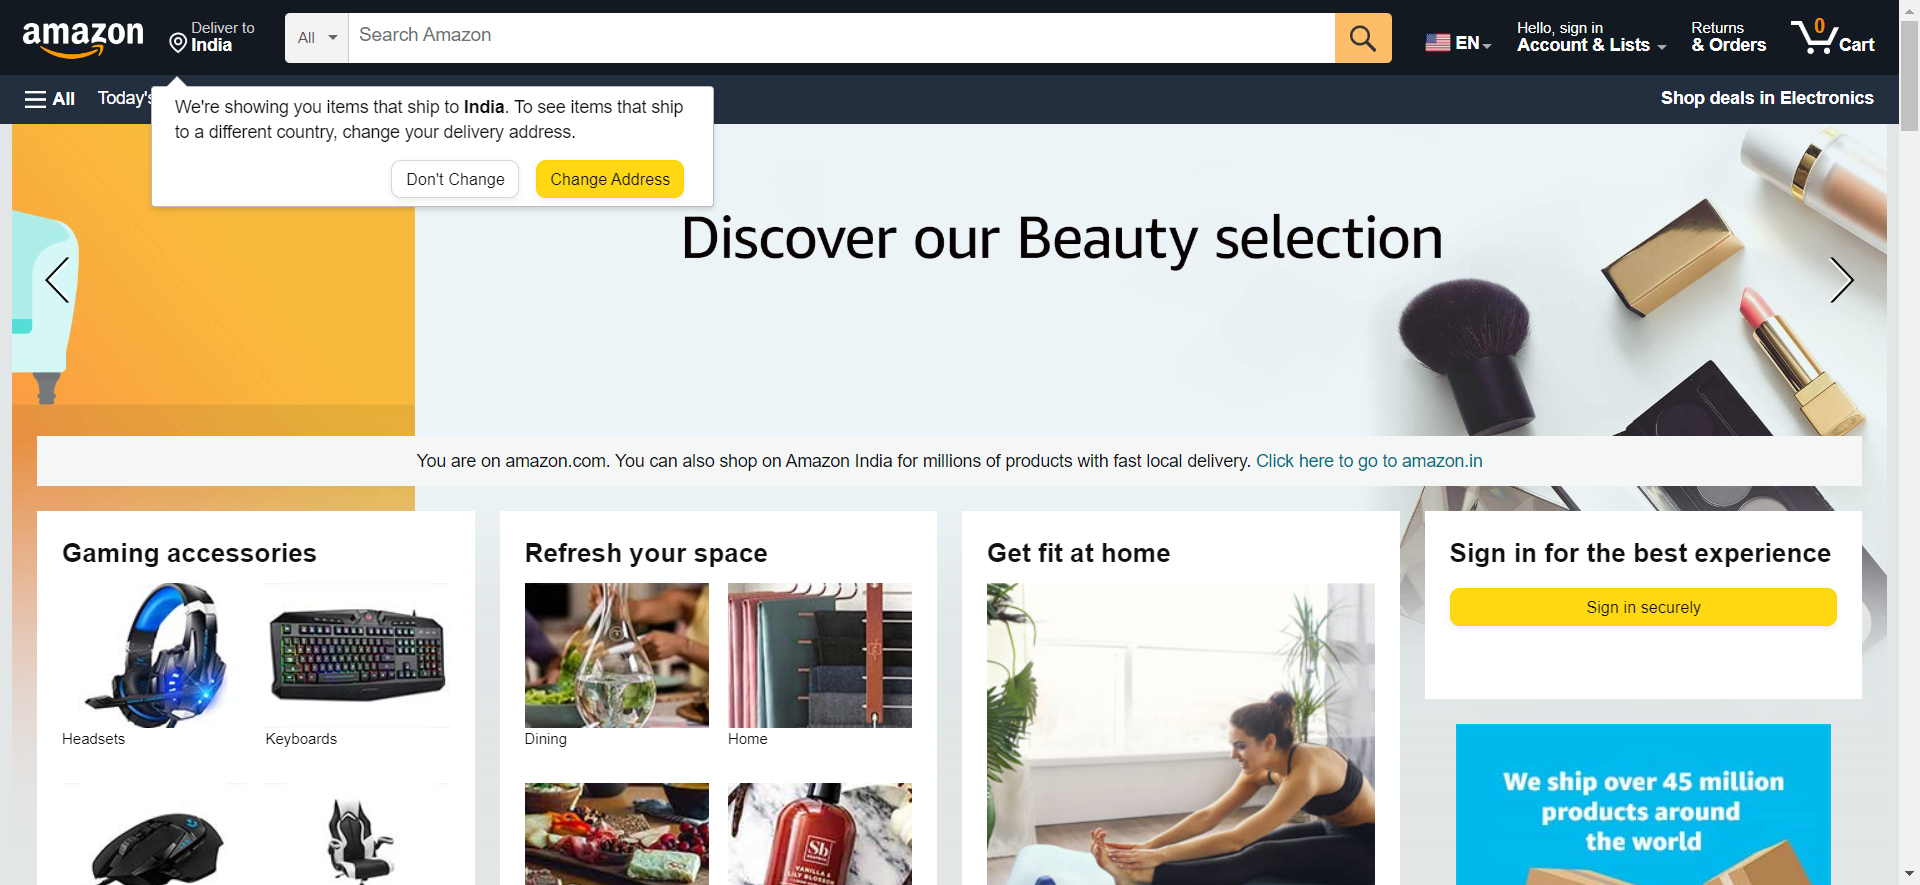 amazon
Deliver to
India
All
Search Amazon
EN
Hello, sign in
Account & Lists
Returns
& Orders
0
Cart
All
Today's
Shop deals in Electronics
We're showing you items that ship to India. To see items that ship
to a different country, change your delivery address.
Don't Change
Change Address
Discover our Beauty selection
You are on amazon.com. You can also shop on Amazon India for millions of products with fast local delivery. Click here to go to amazon.in
Gaming accessories
Headsets
Keyboards
Refresh your space
Dining
Home
Sb
VANILLA &
LILY BLOSSOM
Get fit at home
Sign in for the best experience
Sign in securely
We ship over 45 million
products around
the world